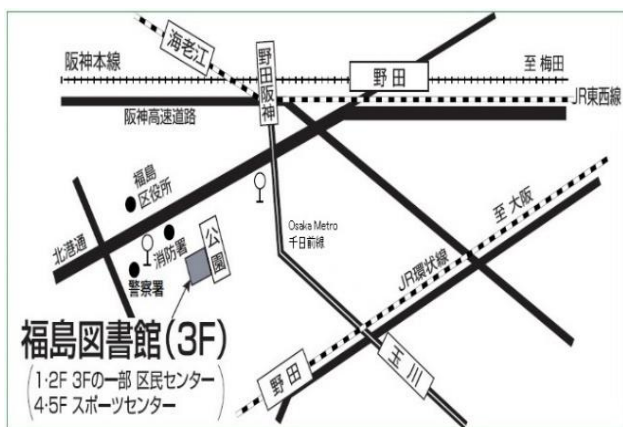 阪神本線
海老江
野田阪神
野田
至 梅田
阪神高速道路
JR東西線
福島
区役所
北港通
消防署
警察署
公園
Osaka Metro
千日前線
JR環状線
至 大阪
福島図書館(3F)
(1・2F 3Fの一部 区民センター
4・5F スポーツセンター)
野田
玉川